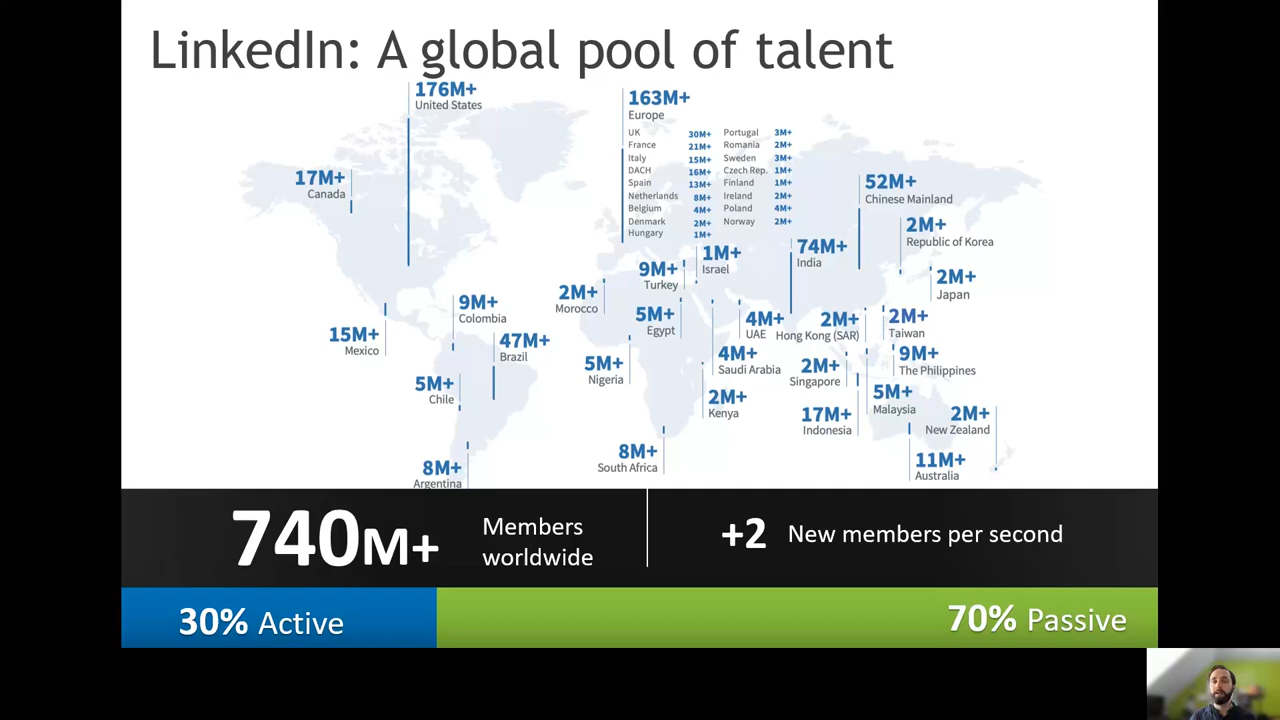 LinkedIn: A global pool of talent
176M+
United States
163M+
Europe
UK 30M+ Portugal 3M+
France 21M+ Romania 2M+
Italy 15M+ Sweden 3M+
DACH 16M+ Czech Rep. 1M+
Spain 13M+ Finland 1M+
Netherlands 8M+ Ireland 2M+
Belgium 4M+ Poland 4M+
Denmark 2M+ Norway 2M+
Hungary 1M+
17M+
Canada
52M+
Chinese Mainland
2M+
Republic of Korea
74M+
India
1M+
Israel
9M+
Turkey
2M+
Japan
2M+
Morocco
9M+
Colombia
5M+
Egypt
4M+
UAE
2M+
Hong Kong (SAR)
2M+
Taiwan
15M+
Mexico
47M+
Brazil
5M+
Nigeria
4M+
Saudi Arabia
2M+
Singapore
9M+
The Philippines
5M+
Chile
2M+
Kenya
5M+
Malaysia
17M+
Indonesia
2M+
New Zealand
8M+
Argentina
8M+
South Africa
11M+
Australia
740M+
Members
worldwide
+2 New members per second
30% Active
70% Passive